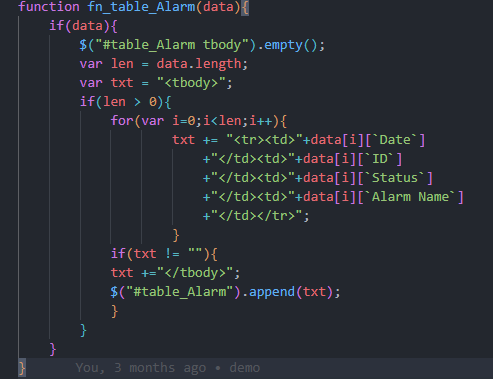 function fn_table_Alarm(data){
if(data){
$("#table_Alarm tbody").empty();
var len = data.length;
var txt = "<tbody>";
if(len > 0){
for(var i=0;i<len;i++){
txt += "<tr><td>"+data[i][`Date`]
+"</td><td>"+data[i][`ID`]
+"</td><td>"+data[i][`Status`]
+"</td><td>"+data[i][`Alarm Name`]
+"</td></tr>";
}
if(txt != ""){
txt +="</tbody>";
$("#table_Alarm").append(txt);
}
}
}
} You, 3 months ago • demo